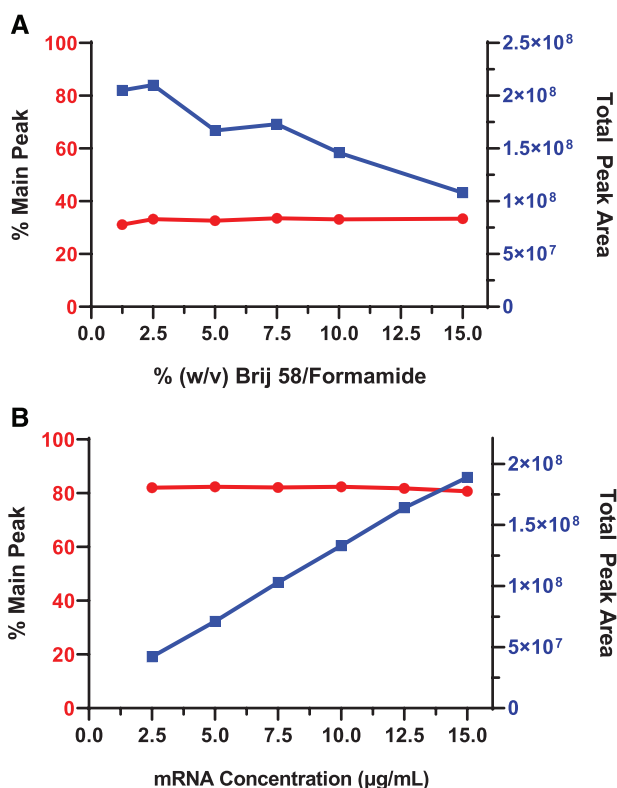 A
% Main Peak
100
80
60
40
20
0
2.5×10⁸
2×10⁸
1.5×10⁸
1×10⁸
5×10⁷
0
Total Peak Area
0.0 2.5 5.0 7.5 10.0 12.5 15.0
% (w/v) Brij 58/Formamide
B
% Main Peak
100
80
60
40
20
0
2×10⁸
1.5×10⁸
1×10⁸
5×10⁷
0
Total Peak Area
0.0 2.5 5.0 7.5 10.0 12.5 15.0
mRNA Concentration (µg/mL)